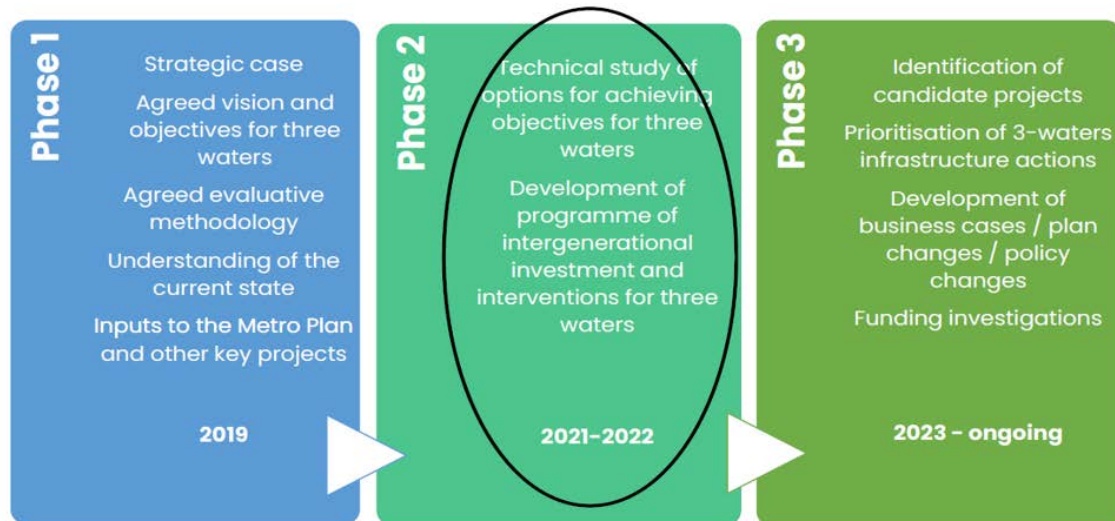 Phase 1
Strategic case
Agreed vision and
objectives for three
waters
Agreed evaluative
methodology
Understanding of the
current state
Inputs to the Metro Plan
and other key projects
2019
Phase 2
Technical study of
options for achieving
objectives for three
waters
Development of
programme of
intergenerational
investment and
interventions for three
waters
2021-2022
Phase 3
Identification of
candidate projects
Prioritisation of 3-waters
infrastructure actions
Development of
business cases / plan
changes / policy
changes
Funding investigations
2023 - ongoing